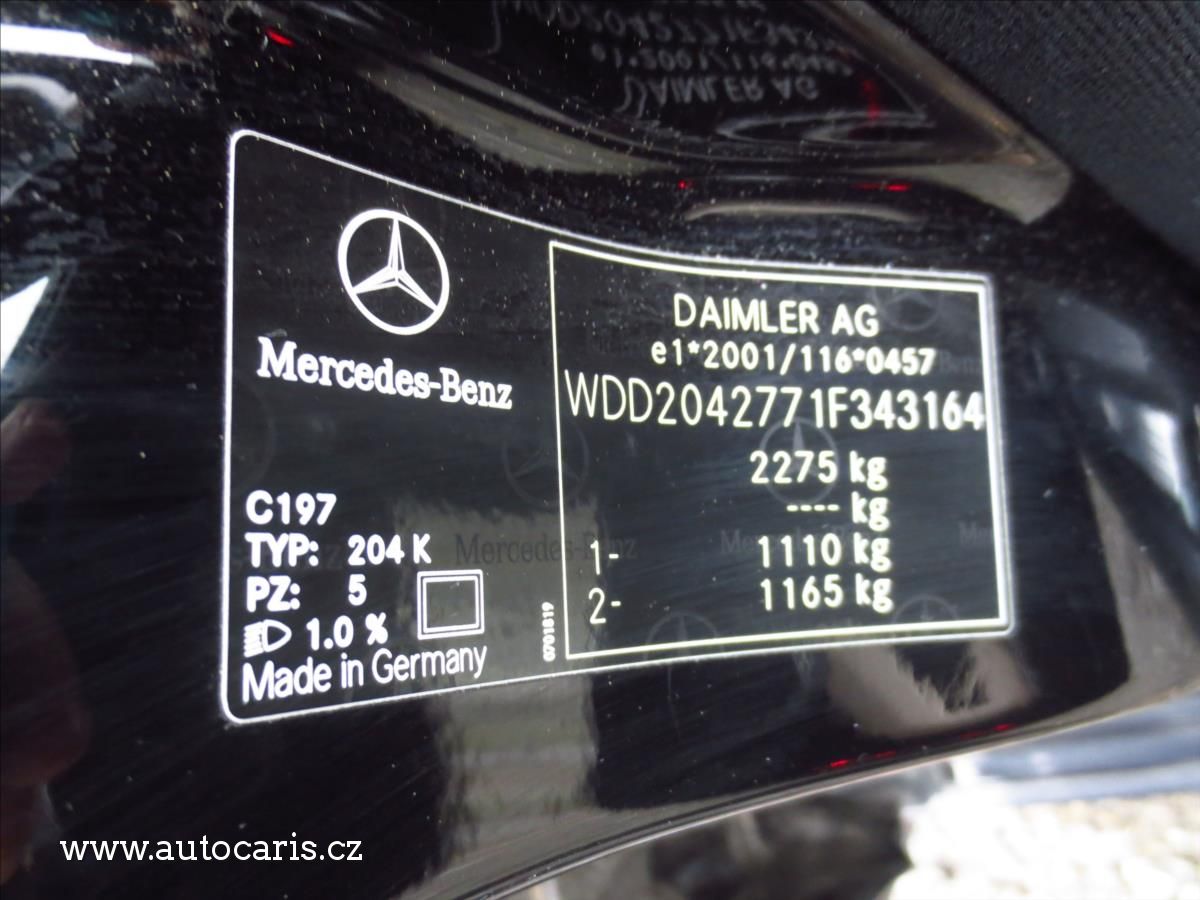 Mercedes-Benz
C197
TYP: 204 K
PZ: 5
1.0 %
Made in Germany
0701819
DAIMLER AG
e1*2001/116*0457
WDD2042771F343164
2275 kg
---- kg
1- 1110 kg
2- 1165 kg
www.autocaris.cz